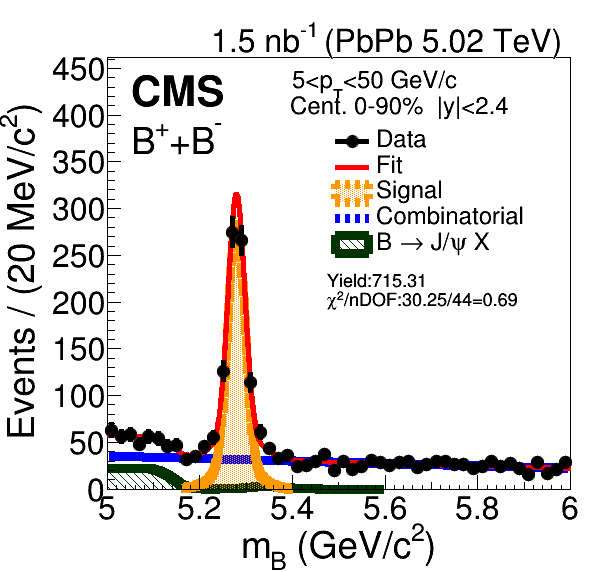 1.5 nb⁻¹ (PbPb 5.02 TeV)
CMS
B⁺+B⁻
5<p_T<50 GeV/c
Cent. 0-90% |y|<2.4
Data
Fit
Signal
Combinatorial
B → J/ψ X
Yield:715.31
χ²/nDOF:30.25/44=0.69
Events / (20 MeV/c²)
450
400
350
300
250
200
150
100
50
0
5 5.2 5.4 5.6 5.8 6
m_B (GeV/c²)